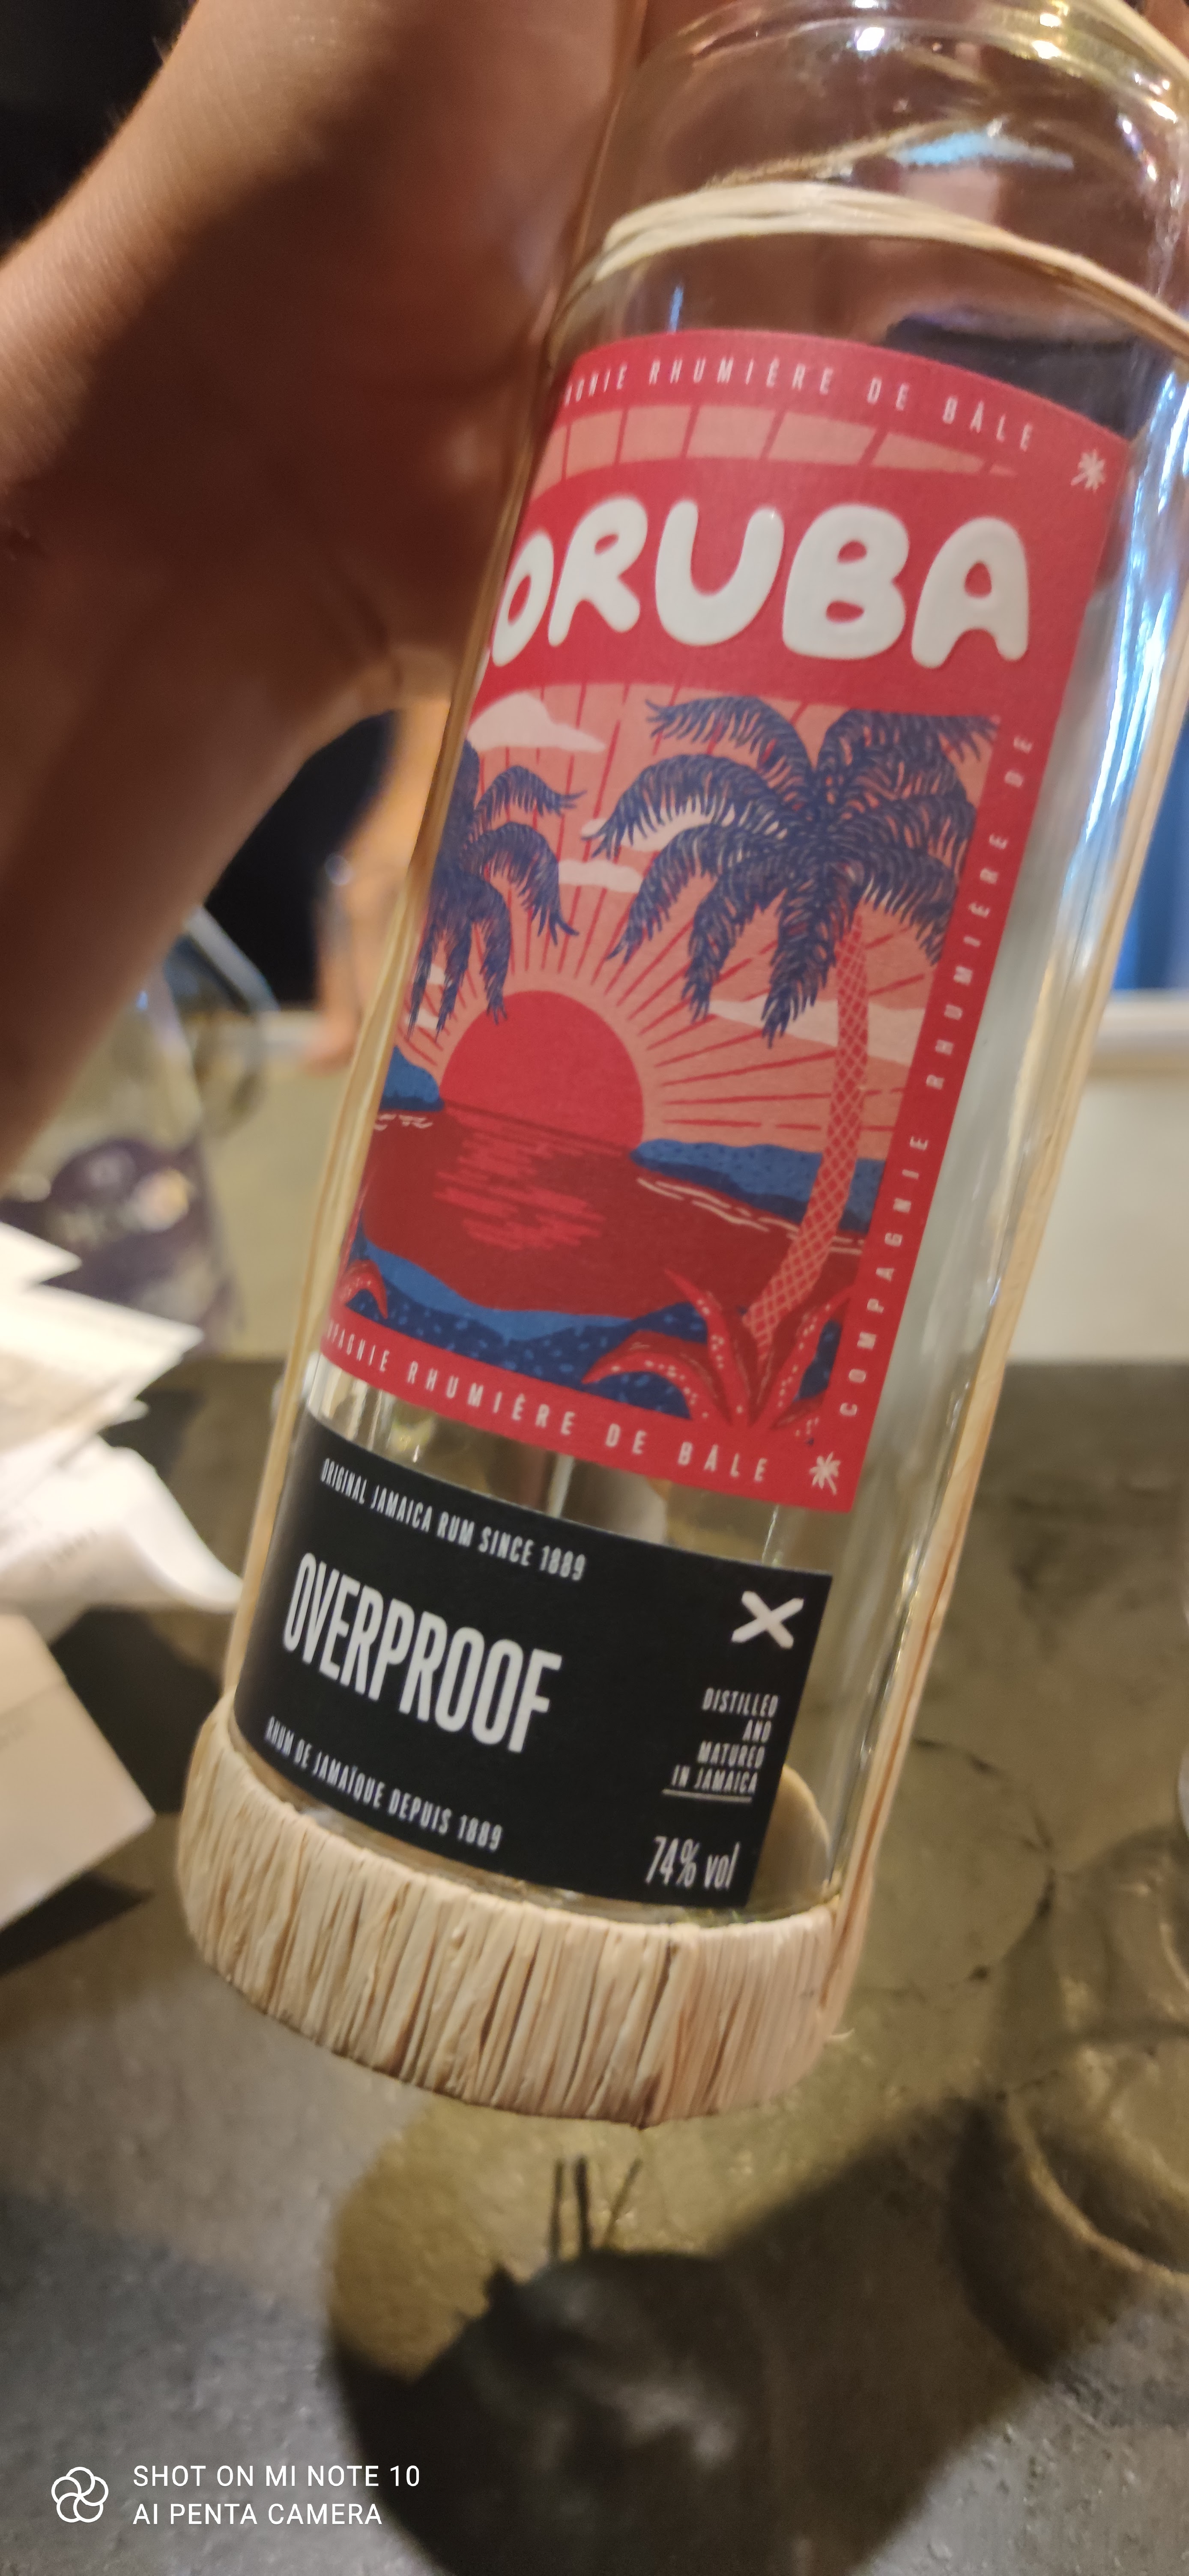 RHUMIÈRE DE BÂLE
ORUBA
COMPAGNIE RHUMIÈRE DE
RHUMIÈRE DE BÂLE
ORIGINAL JAMAICA RUM SINCE 1889
OVERPROOF
RHUM DE JAMAÏQUE DEPUIS 1889
DISTILLED
AND
MATURED
IN JAMAICA
74% vol
SHOT ON MI NOTE 10
AI PENTA CAMERA